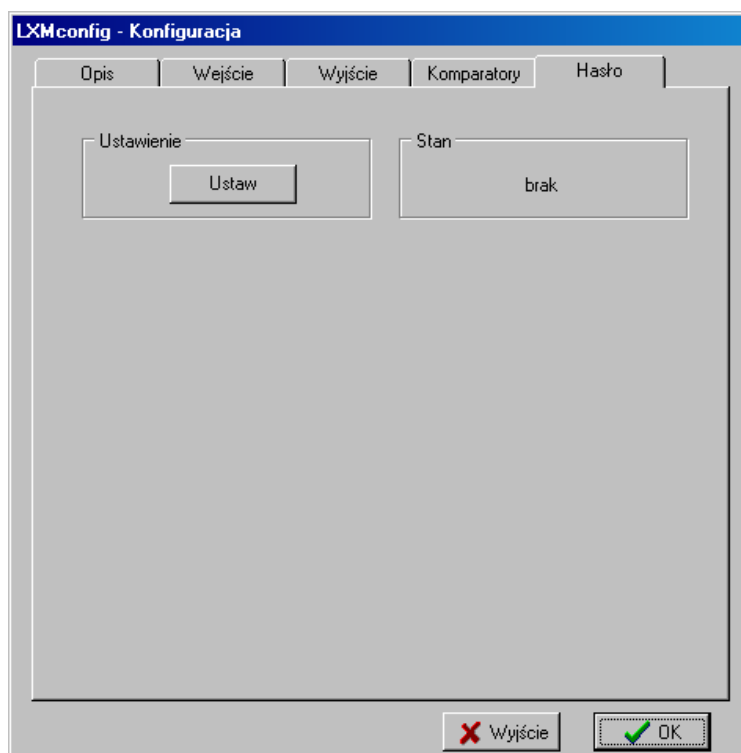 LXMconfig - Konfiguracja
Opis Wejście Wyjście Komparatory Hasło
Ustawienie Stan
Ustaw brak
Wyjście OK